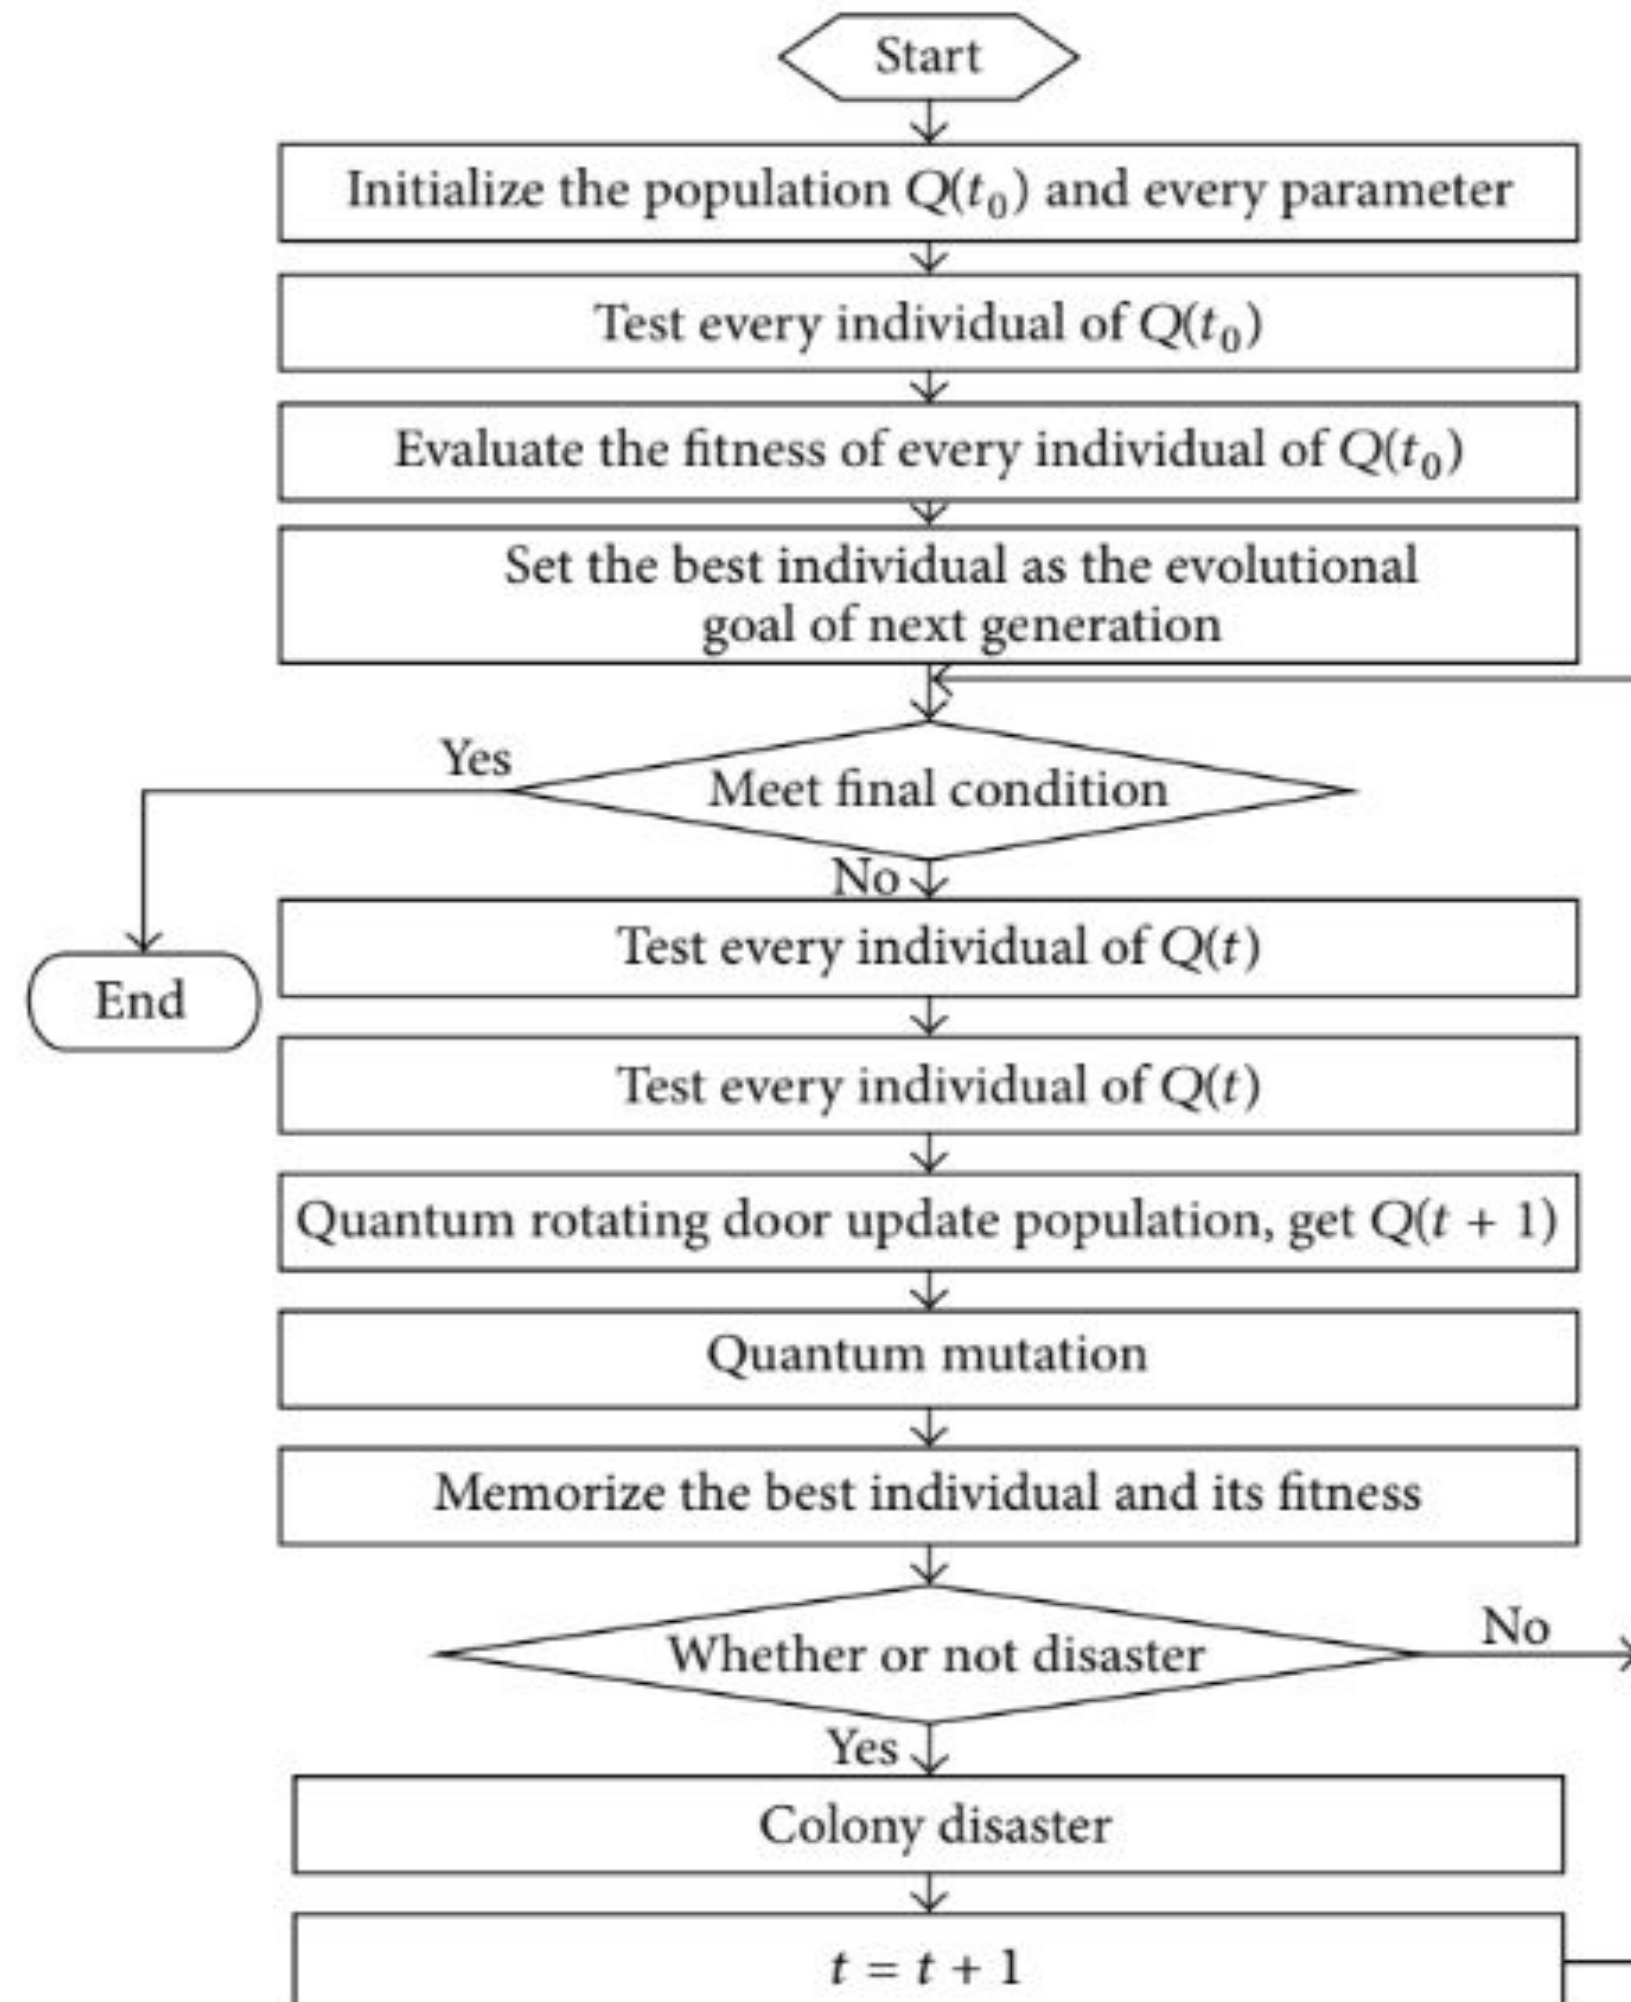 Start
Initialize the population Q(t₀) and every parameter
Test every individual of Q(t₀)
Evaluate the fitness of every individual of Q(t₀)
Set the best individual as the evolutional
goal of next generation
Yes
Meet final condition
No
End
Test every individual of Q(t)
Test every individual of Q(t)
Quantum rotating door update population, get Q(t + 1)
Quantum mutation
Memorize the best individual and its fitness
Whether or not disaster
No
Yes
Colony disaster
t = t + 1